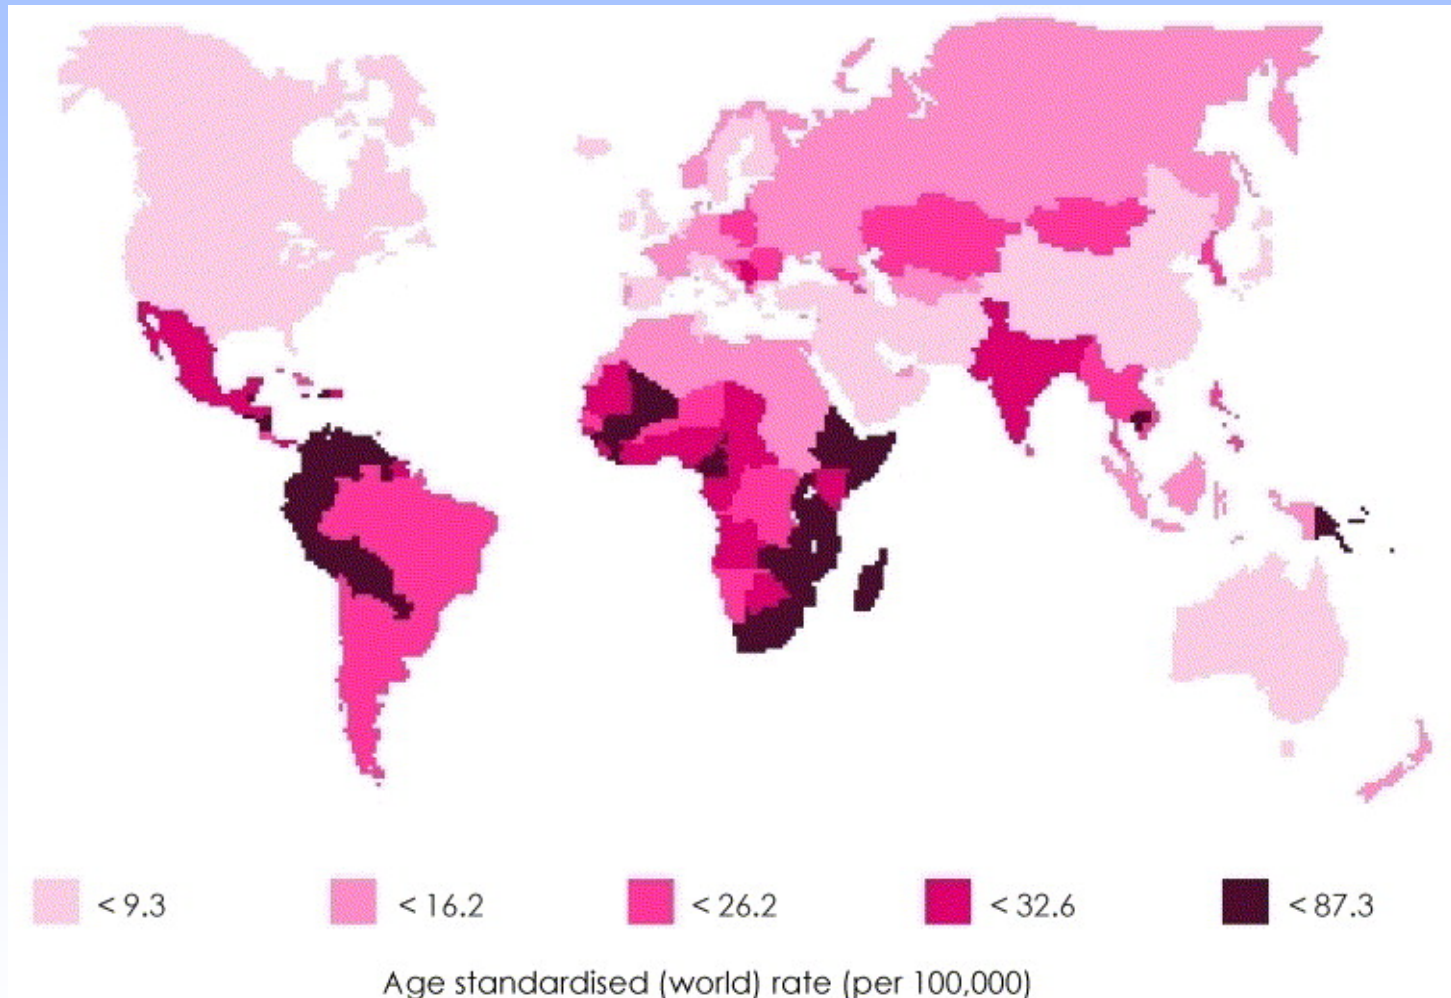 < 9.3 < 16.2 < 26.2 < 32.6 < 87.3
Age standardised (world) rate (per 100,000)